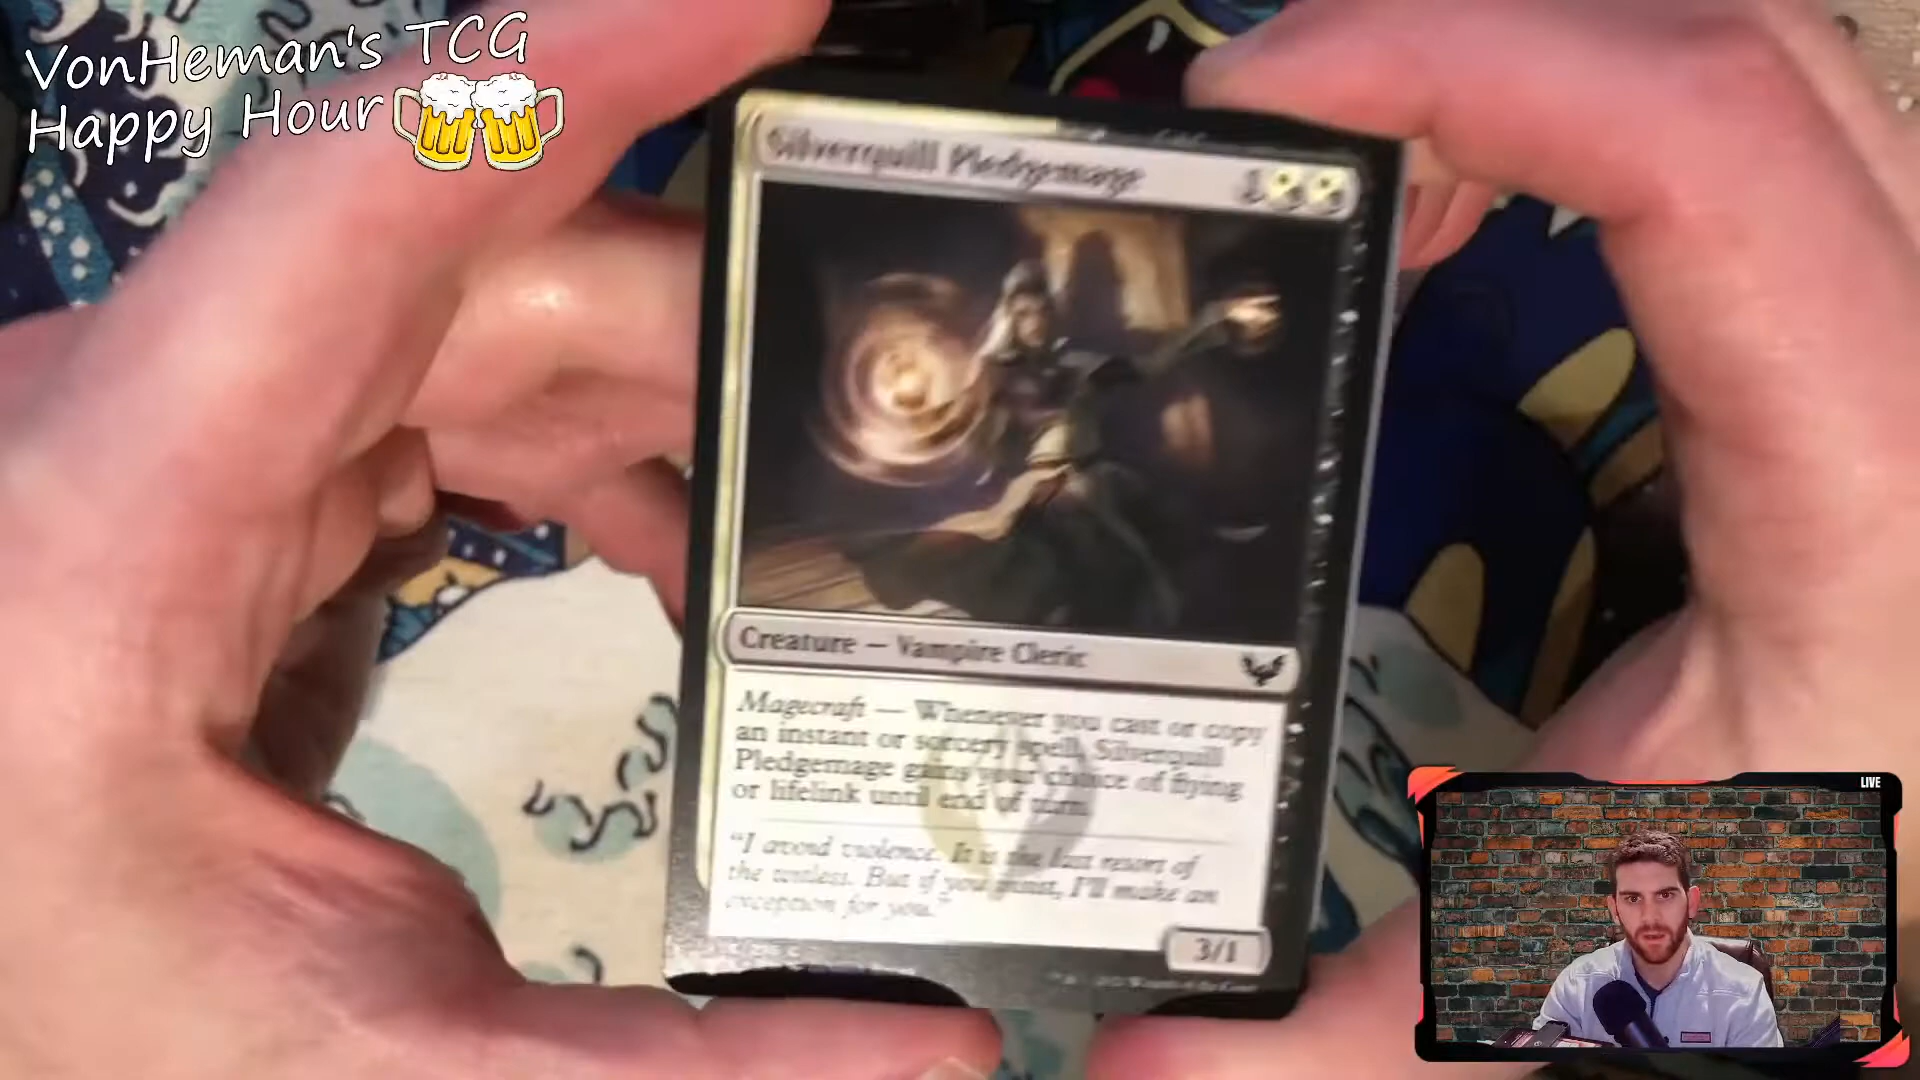 VonHeman's TCG
Happy Hour
Silverquill Pledgemage 1
Creature — Vampire Cleric
Magecraft — Whenever you cast or copy
an instant or sorcery spell, Silverquill
Pledgemage gains your choice of flying
or lifelink until end of turn.
"I avoid violence. It is the last resort of
the witless. But if you insist, I'll make an
exception for you."
3/1
LIVE